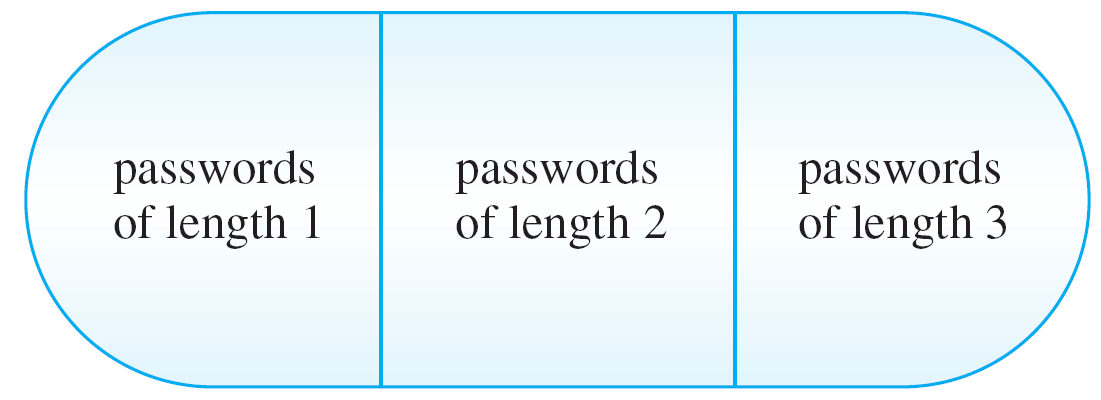 passwords
of length 1
passwords
of length 2
passwords
of length 3